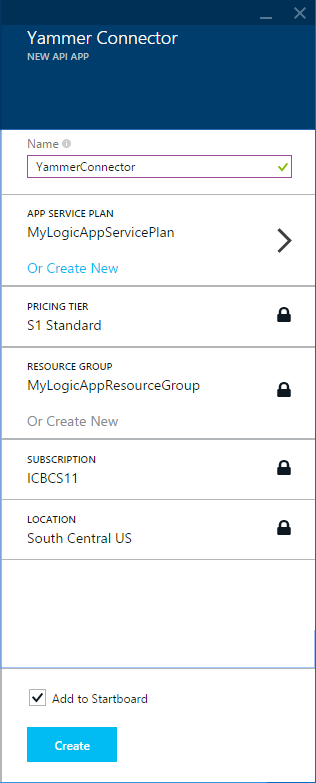 Yammer Connector
NEW API APP
Name
YammerConnector
APP SERVICE PLAN
MyLogicAppServicePlan
Or Create New
PRICING TIER
S1 Standard
RESOURCE GROUP
MyLogicAppResourceGroup
Or Create New
SUBSCRIPTION
ICBCS11
LOCATION
South Central US
Add to Startboard
Create